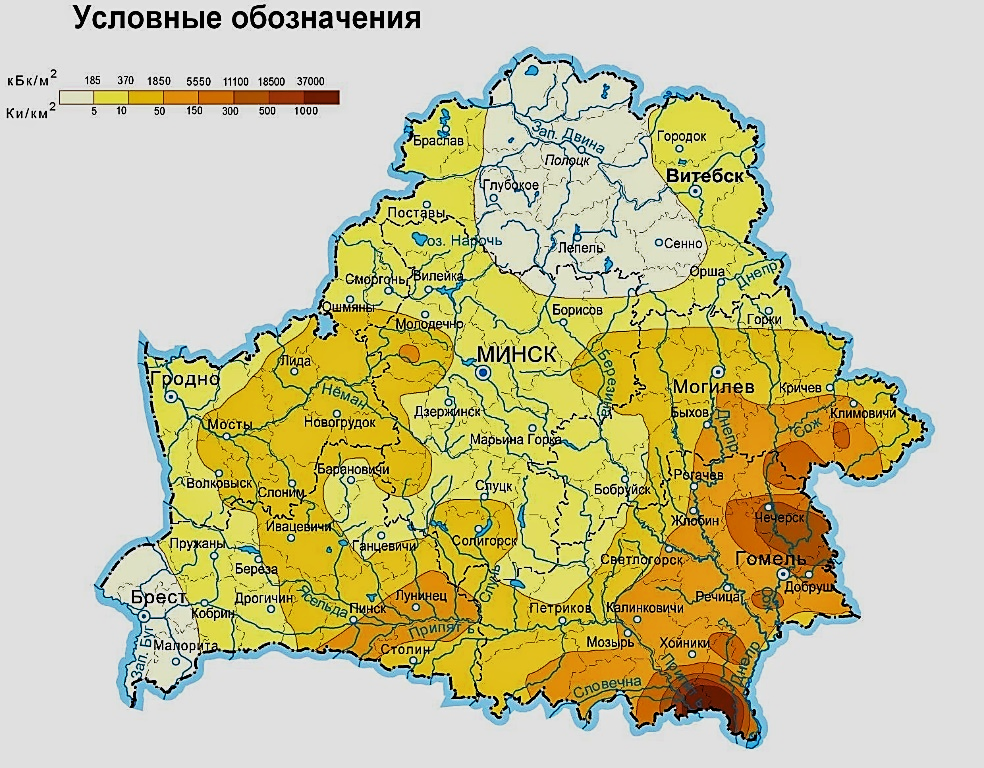 Условные обозначения
кБк/м2 185 370 1850 5550 11100 18500 37000
Ки/км2 5 10 50 150 300 500 1000
Браслав
Зап. Двина
Городок
Полоцк
Витебск
Глубокое
Поставы
оз. Нарочь
Лепель
Сенно
Сморгонь
Вилейка
Орша
Днепр
Ошмяны
Молодечно
Борисов
Горки
МИНСК
Лида
Березина
Гродно
Могилев
Кричев
Нёман
Дзержинск
Быхов
Днепр
Климовичи
Мосты
Новогрудок
Марьина Горка
Сож
Барановичи
Рогачев
Волковыск
Слоним
Слуцк
Бобруйск
Ивацевичи
Жлобин
Чечерск
Пружаны
Ганцевичи
Солигорск
Светлогорск
Гомель
Береза
Брест
Дрогичин
Ясельда
Лунинец
Случь
Речица
Добруш
Кобрин
Пинск
Петриков
Калинковичи
Сож
Зап. Буг
Малорита
Припять
Столин
Мозырь
Хойники
Словечна
Днепр